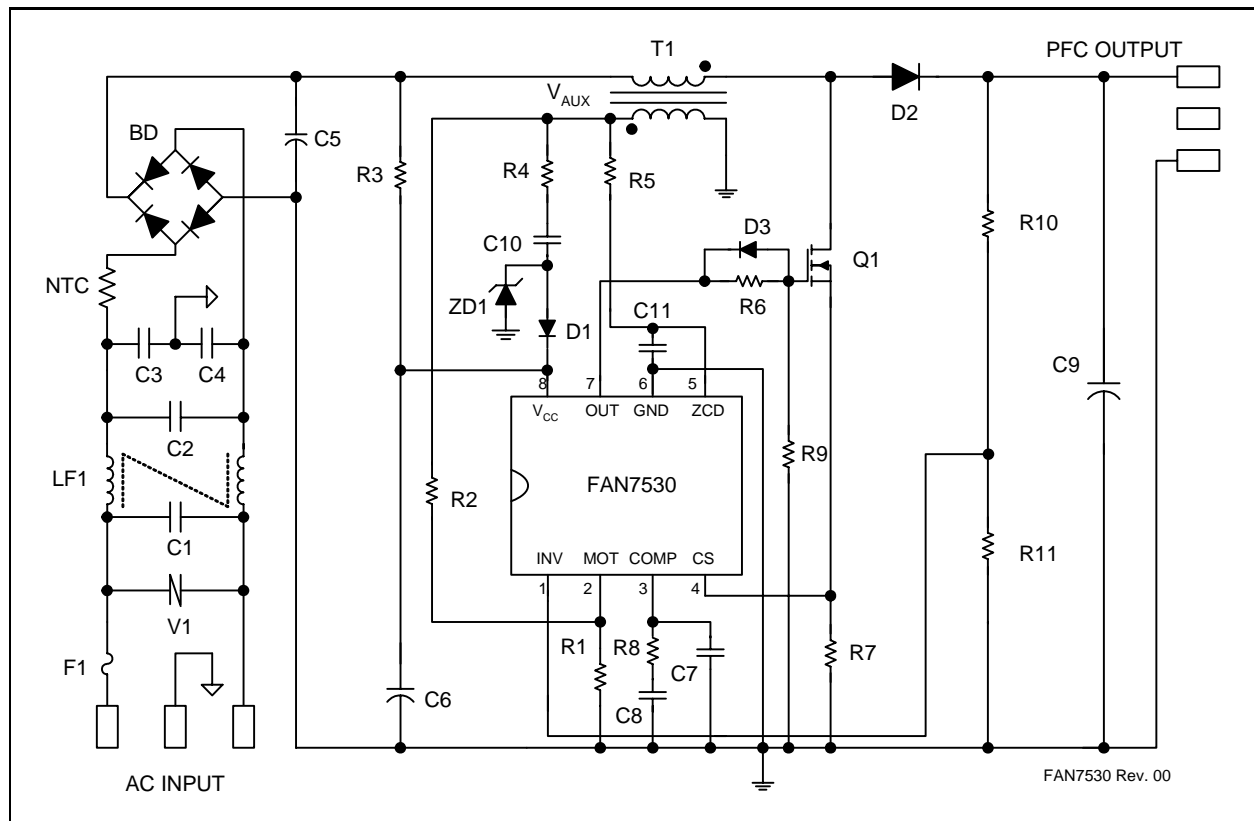 T1
PFC OUTPUT
VAUX
D2
BD
C5
R3
R4
R5
R10
D3
C10
Q1
NTC
ZD1
R6
C11
D1
C3
C4
C9
8
7
6
5
VCC
OUT
GND
ZCD
C2
R9
LF1
R2
FAN7530
C1
R11
INV
MOT
COMP
CS
1
2
3
4
V1
R1
R8
R7
F1
C7
C6
C8
AC INPUT
FAN7530 Rev. 00